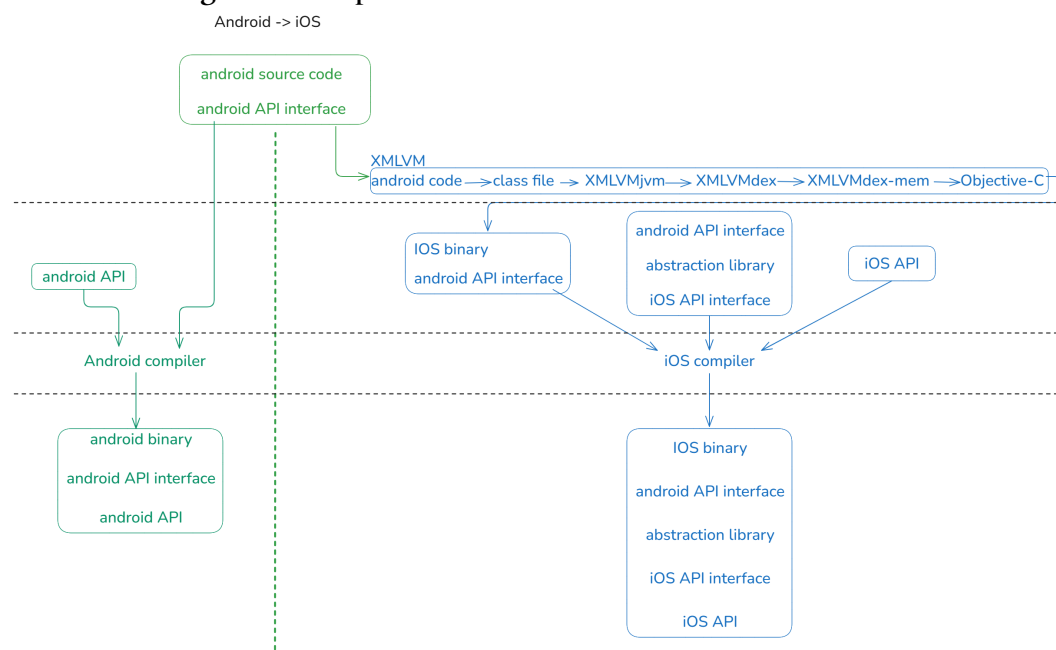 Android -> iOS
android source code
android API interface
XMLVM
android code
class file
XMLVMjvm
XMLVMdex
XMLVMdex-mem
Objective-C
android API
IOS binary
android API interface
android API interface
abstraction library
iOS API interface
iOS API
Android compiler
iOS compiler
android binary
android API interface
android API
IOS binary
android API interface
abstraction library
iOS API interface
iOS API